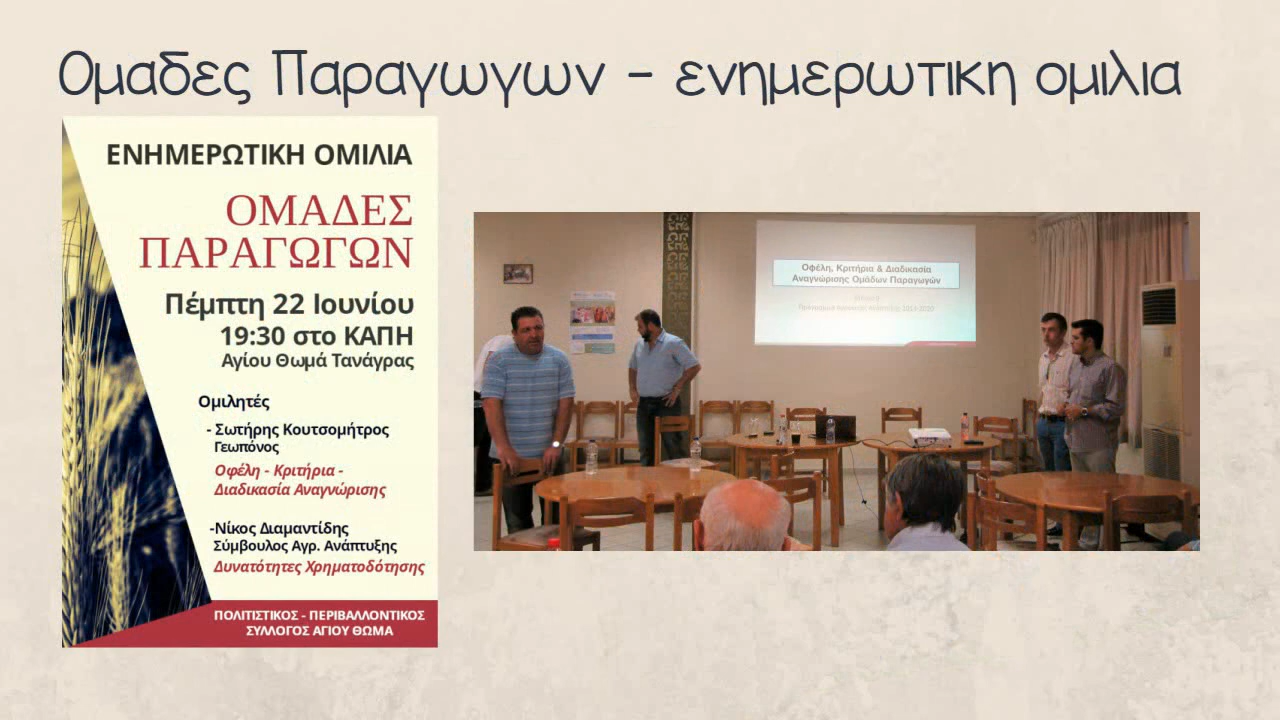 Ομαδες Παραγωγων - ενημερωτικη ομιλια
ΕΝΗΜΕΡΩΤΙΚΗ ΟΜΙΛΙΑ
ΟΜΑΔΕΣ
ΠΑΡΑΓΩΓΩΝ
Πέμπτη 22 Ιουνίου
19:30 στο ΚΑΠΗ
Αγίου Θωμά Τανάγρας
Ομιλητές
- Σωτήρης Κουτσομήτρος
Γεωπόνος
Οφέλη - Κριτήρια -
Διαδικασία Αναγνώρισης
-Νίκος Διαμαντίδης
Σύμβουλος Αγρ. Ανάπτυξης
Δυνατότητες Χρηματοδότησης
ΠΟΛΙΤΙΣΤΙΚΟΣ - ΠΕΡΙΒΑΛΛΟΝΤΙΚΟΣ
ΣΥΛΛΟΓΟΣ ΑΓΙΟΥ ΘΩΜΑ
Οφέλη, Κριτήρια & Διαδικασία
Αναγνώρισης Ομάδων Παραγωγών